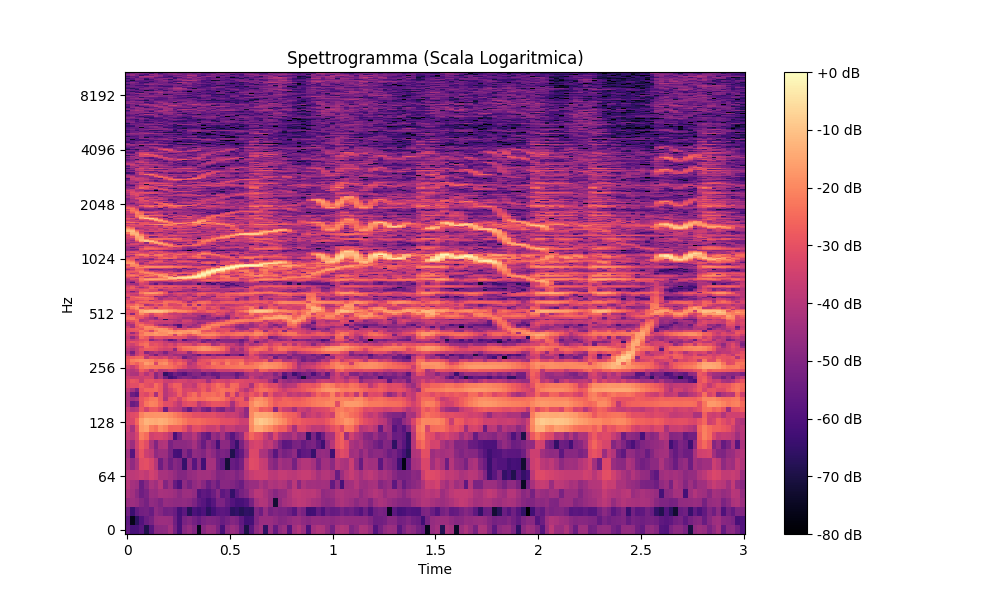 Spettrogramma (Scala Logaritmica)
8192
4096
2048
1024
512
256
128
64
0
Hz
0
0.5
1
1.5
2
2.5
3
Time
+0 dB
-10 dB
-20 dB
-30 dB
-40 dB
-50 dB
-60 dB
-70 dB
-80 dB